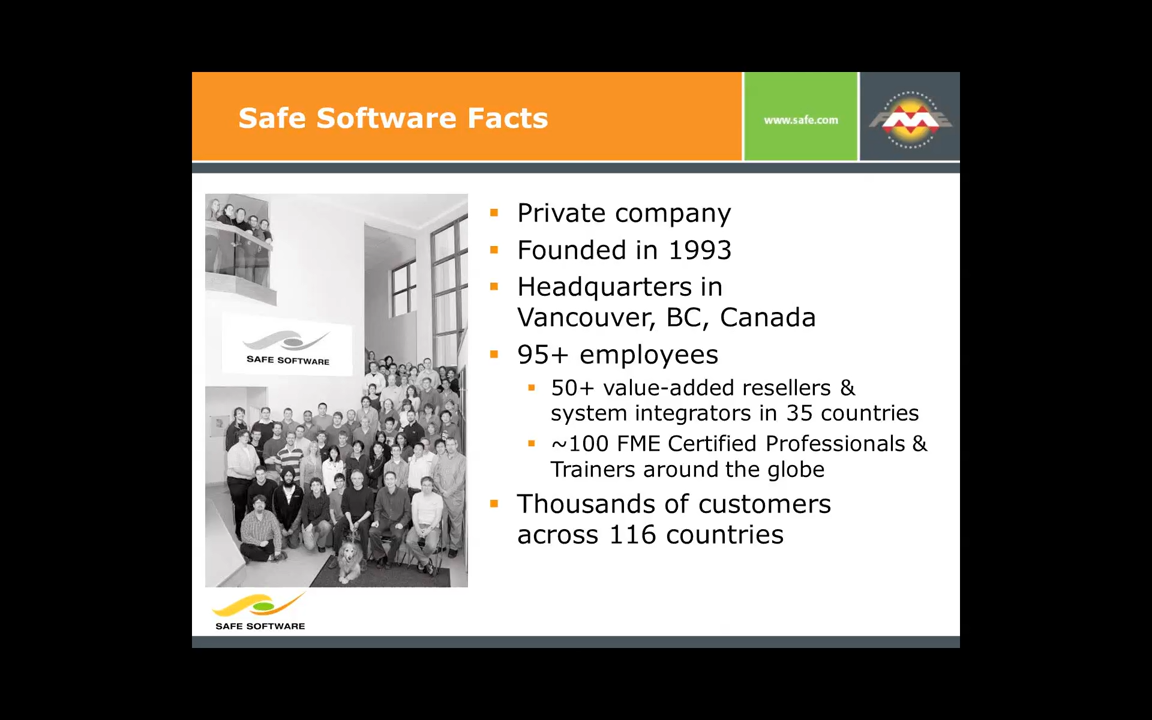 Safe Software Facts
www.safe.com
FME
Private company
Founded in 1993
Headquarters in
Vancouver, BC, Canada
95+ employees
50+ value-added resellers &
system integrators in 35 countries
~100 FME Certified Professionals &
Trainers around the globe
Thousands of customers
across 116 countries
SAFE SOFTWARE
SAFE SOFTWARE